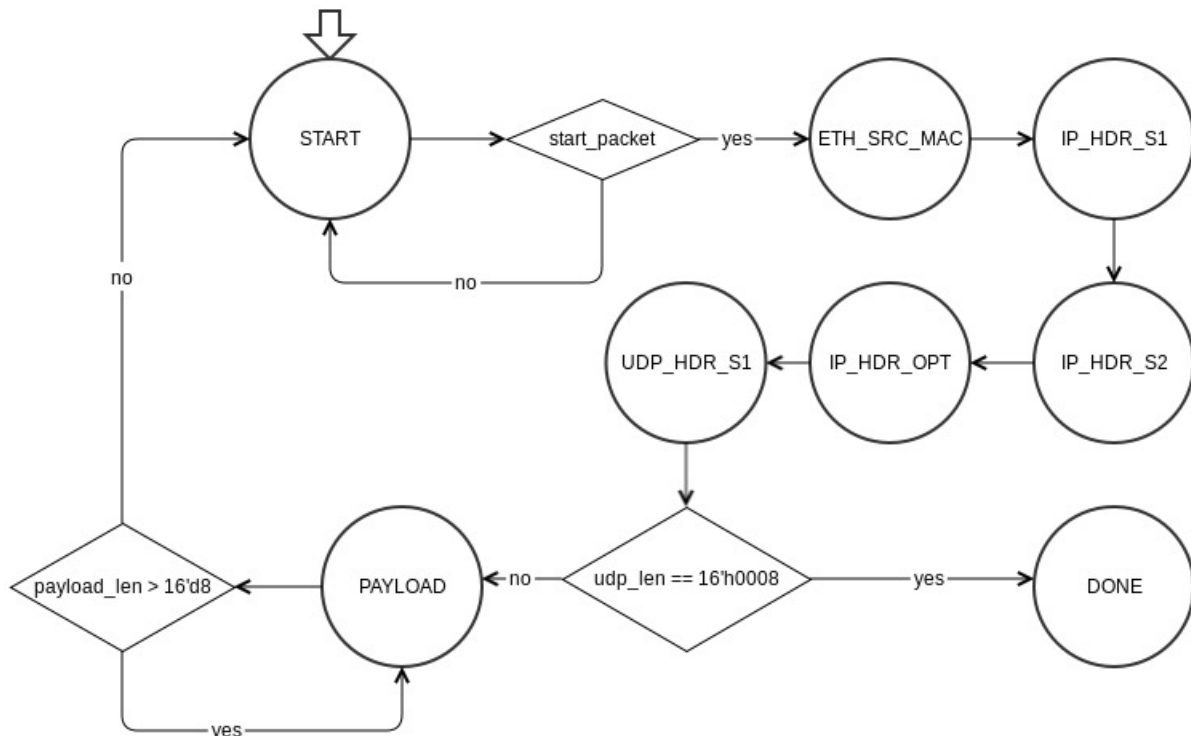 START
start_packet
yes
ETH_SRC_MAC
IP_HDR_S1
no
no
UDP_HDR_S1
IP_HDR_OPT
IP_HDR_S2
payload_len > 16'd8
PAYLOAD
no
udp_len == 16'h0008
yes
DONE
yes